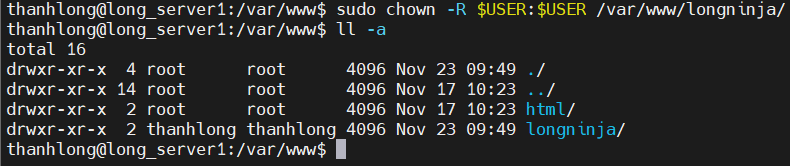 thanhlong@long_server1:/var/www$ sudo chown -R $USER:$USER /var/www/longninja/
thanhlong@long_server1:/var/www$ ll -a
total 16
drwxr-xr-x  4 root      root      4096 Nov 23 09:49 ./
drwxr-xr-x 14 root      root      4096 Nov 17 10:23 ../
drwxr-xr-x  2 root      root      4096 Nov 17 10:23 html/
drwxr-xr-x  2 thanhlong thanhlong 4096 Nov 23 09:49 longninja/
thanhlong@long_server1:/var/www$